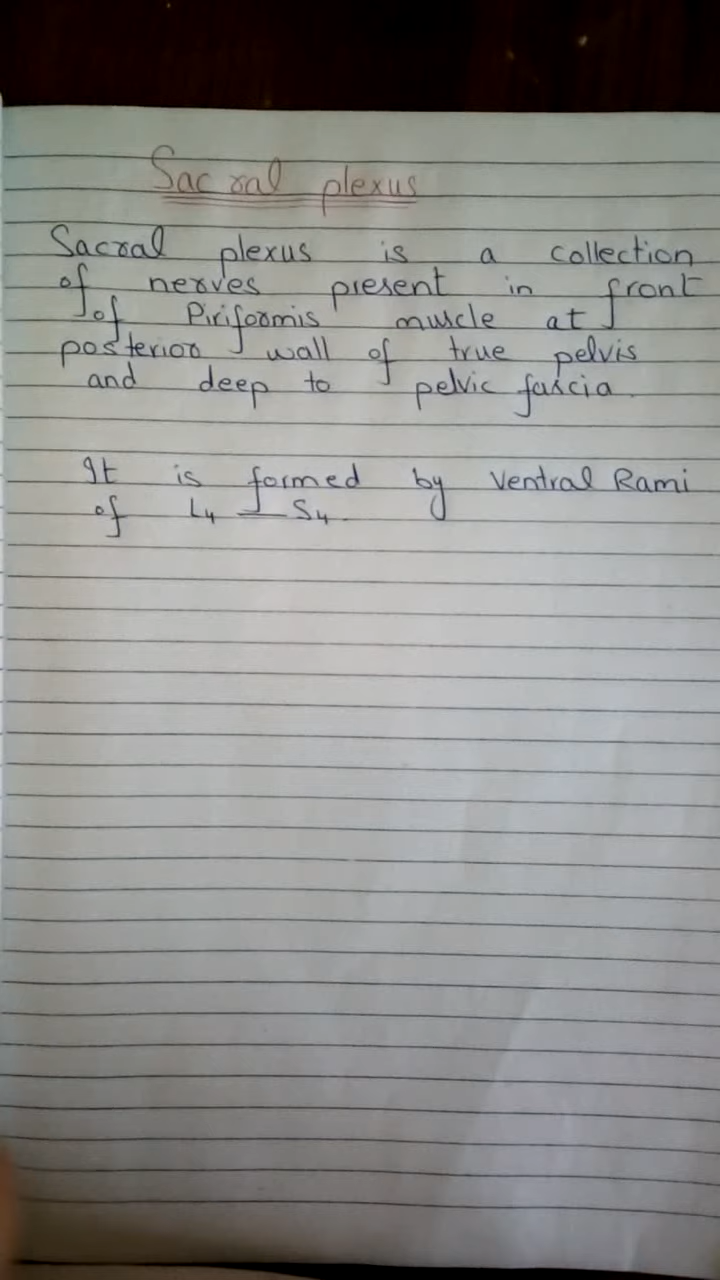 Sacral plexus
Sacral plexus is a collection
of nerves present in front
of Piriformis muscle at
posterior wall of true pelvis
and deep to pelvic fascia.
It is formed by Ventral Rami
of L4 — S4.